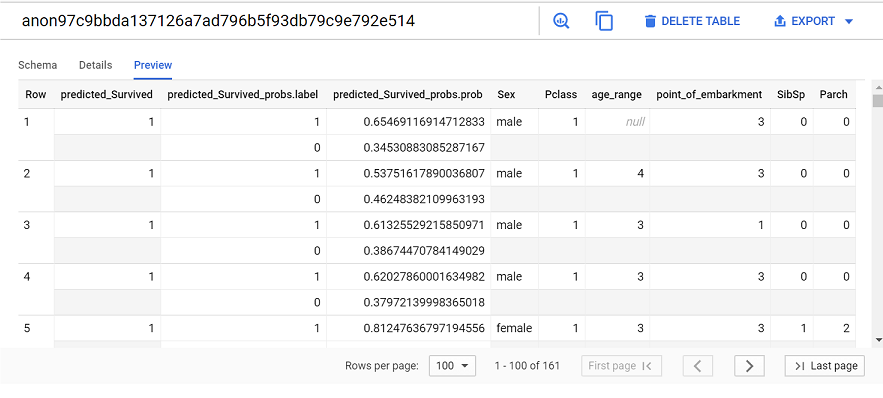 anon97c9bbda137126a7ad796b5f93db79c9e792e514 DELETE TABLE EXPORT
Schema Details Preview
Row predicted_Survived predicted_Survived_probs.label predicted_Survived_probs.prob Sex Pclass age_range point_of_embarkment SibSp Parch
1 1 1 0.65469116914712833 male 1 null 3 0 0
0 0.34530883085287167
2 1 1 0.53751617890036807 male 1 4 3 0 0
0 0.46248382109963193
3 1 1 0.61325529215850971 male 1 3 1 0 0
0 0.38674470784149029
4 1 1 0.62027860001634982 male 1 3 3 0 0
0 0.37972139998365018
5 1 1 0.81247636797194556 female 1 3 3 1 2
Rows per page: 100 1 - 100 of 161 First page Last page